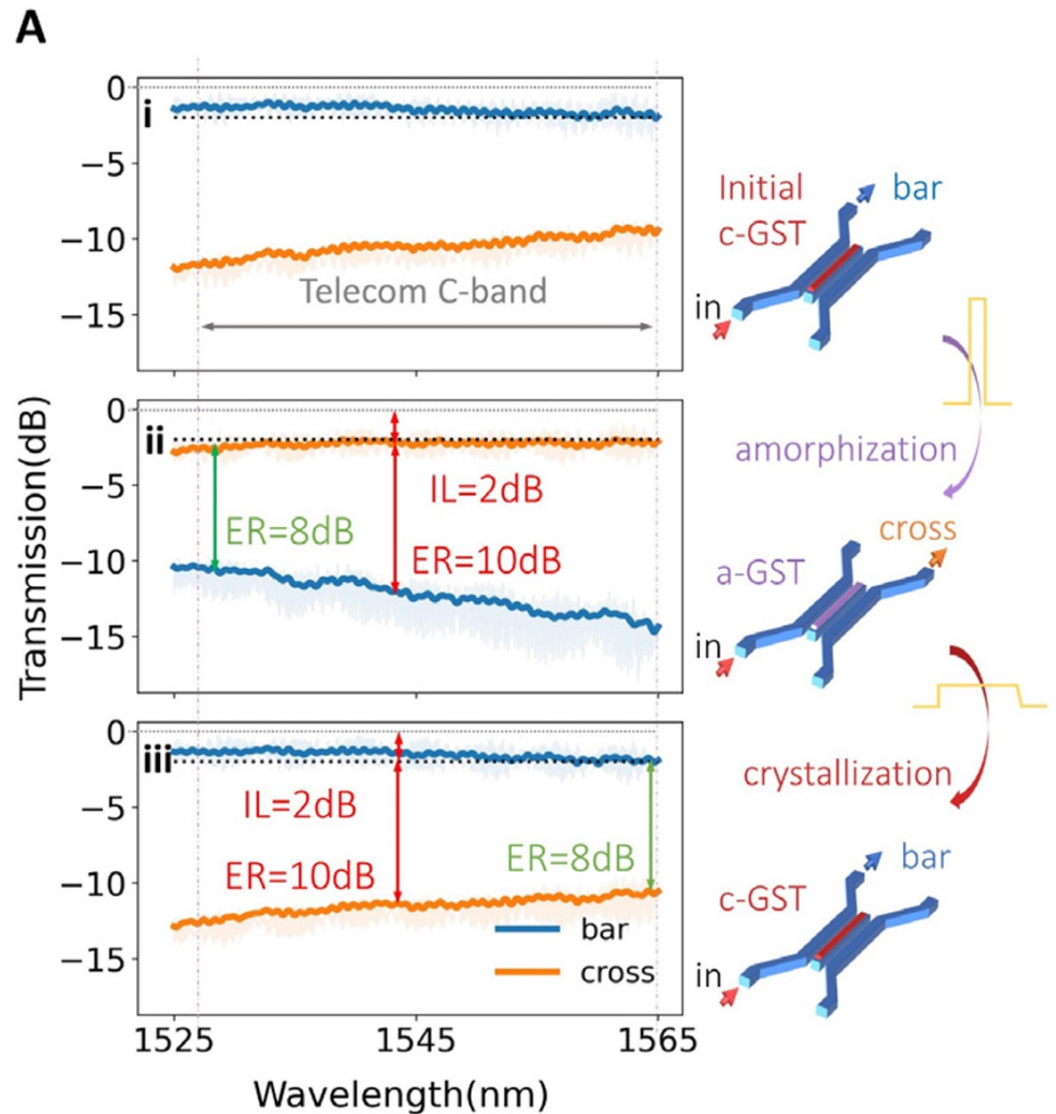 A
Transmission(dB)
0
−5
−10
−15
i
Telecom C-band
Initial
c-GST
bar
in
amorphization
0
−5
−10
−15
ii
IL=2dB
ER=8dB
ER=10dB
a-GST
cross
in
crystallization
0
−5
−10
−15
iii
IL=2dB
ER=10dB
ER=8dB
bar
cross
c-GST
bar
in
1525
1545
1565
Wavelength(nm)